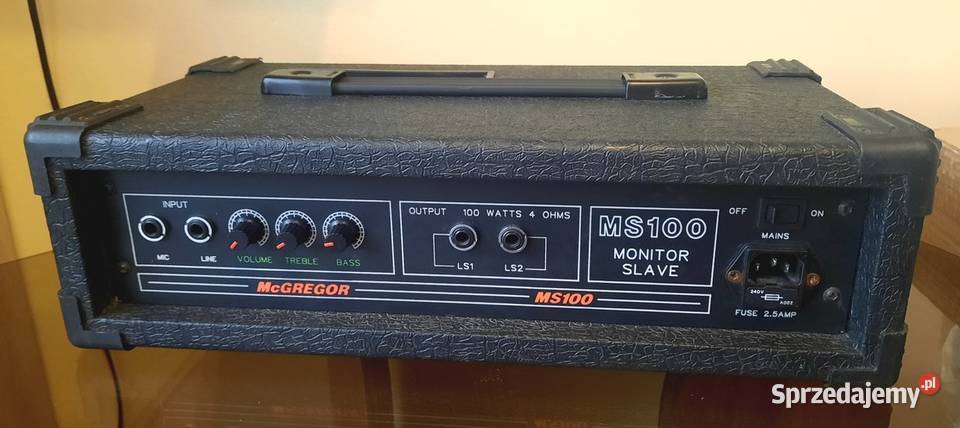 INPUT
MIC
LINE
VOLUME
TREBLE
BASS
OUTPUT 100 WATTS 4 OHMS
LS1
LS2
MS100
MONITOR
SLAVE
OFF
ON
MAINS
240V
FUSE 2.5AMP
McGREGOR
MS100
Sprzedajemy.pl